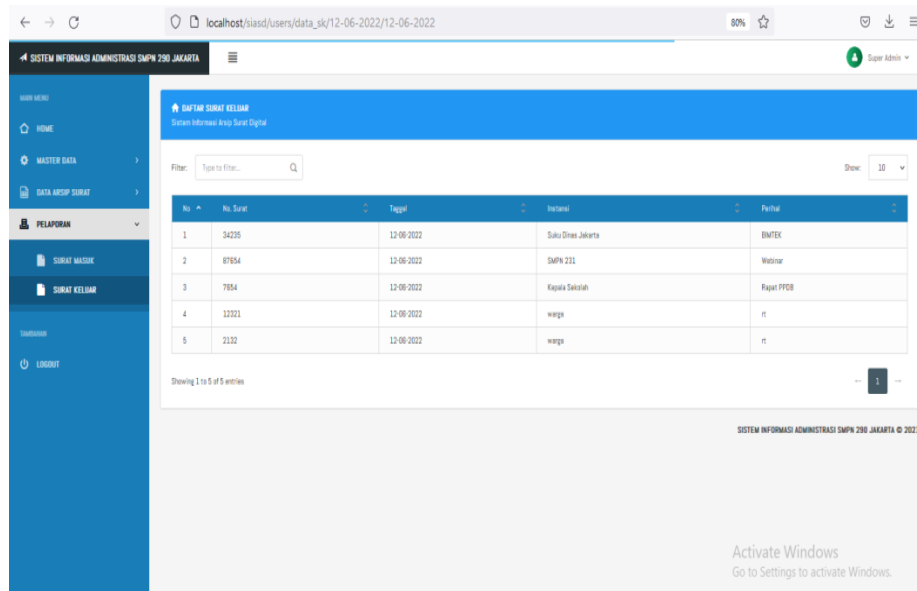 localhost/siasd/users/data_sk/12-06-2022/12-06-2022
80%
SISTEM INFORMASI ADMINISTRASI SMPN 290 JAKARTA
Super Admin
MAIN MENU
HOME
MASTER DATA
DATA ARSIP SURAT
PELAPORAN
SURAT MASUK
SURAT KELUAR
LOGOUT
DAFTAR SURAT KELUAR
Sistem Informasi Arsip Surat Digital
Filter: Type to filter...
Show: 10
No No. Surat Taggal Instansi Perihal
1 34235 12-06-2022 Suku Dinas Jakarta BIMTEK
2 87654 12-06-2022 SMPN 231 Webinar
3 7654 12-06-2022 Kepala Sekolah Rapat PPDB
4 12321 12-06-2022 warga rt
5 2132 12-06-2022 warga rt
Showing 1 to 5 of 5 entries
1
SISTEM INFORMASI ADMINISTRASI SMPN 290 JAKARTA ©
Activate Windows
Go to Settings to activate Windows.